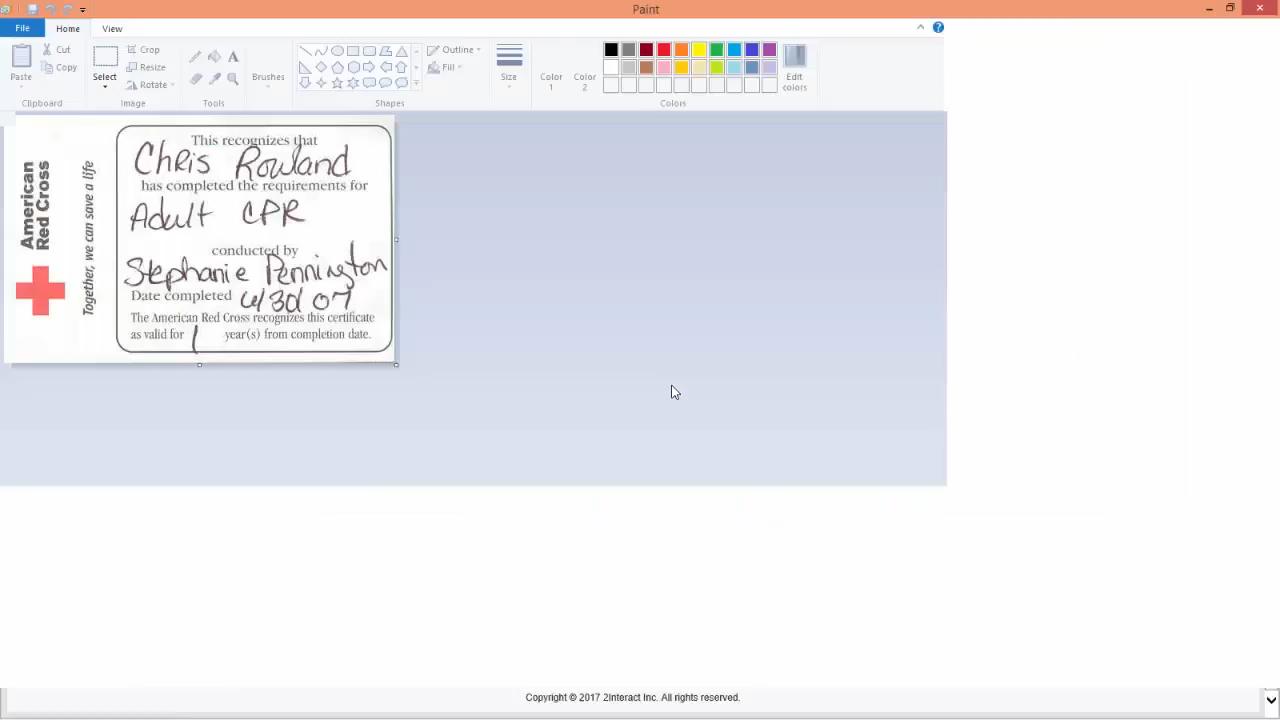 Paint
File Home View
Paste
Cut
Copy
Clipboard
Select
Crop
Resize
Rotate
Image
Tools
Brushes
Shapes
Outline
Fill
Size
Color 1
Color 2
Edit colors
Colors
American
Red Cross
Together, we can save a life
This recognizes that
Chris Rowland
has completed the requirements for
Adult CPR
conducted by
Stephanie Pennington
Date completed
The American Red Cross recognizes this certificate
as valid for 1 year(s) from completion date.
Copyright © 2017 2Interact Inc. All rights reserved.